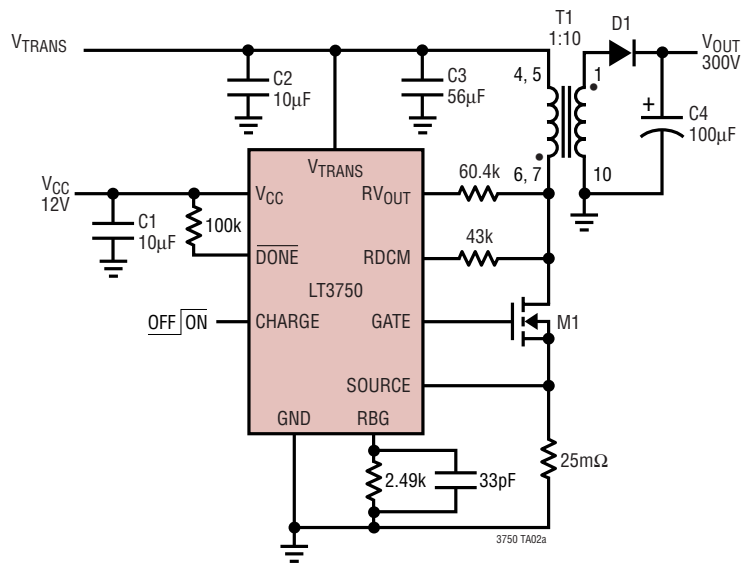 T1
1:10
D1
VTRANS
VOUT
300V
C2
10µF
C3
56µF
4, 5
1
+
C4
100µF
6, 7
10
VCC
12V
C1
10µF
100k
VTRANS
VCC
RVOUT
60.4k
DONE
RDCM
43k
LT3750
OFF ON
CHARGE
GATE
M1
SOURCE
GND
RBG
2.49k
33pF
25mΩ
3750 TA02a